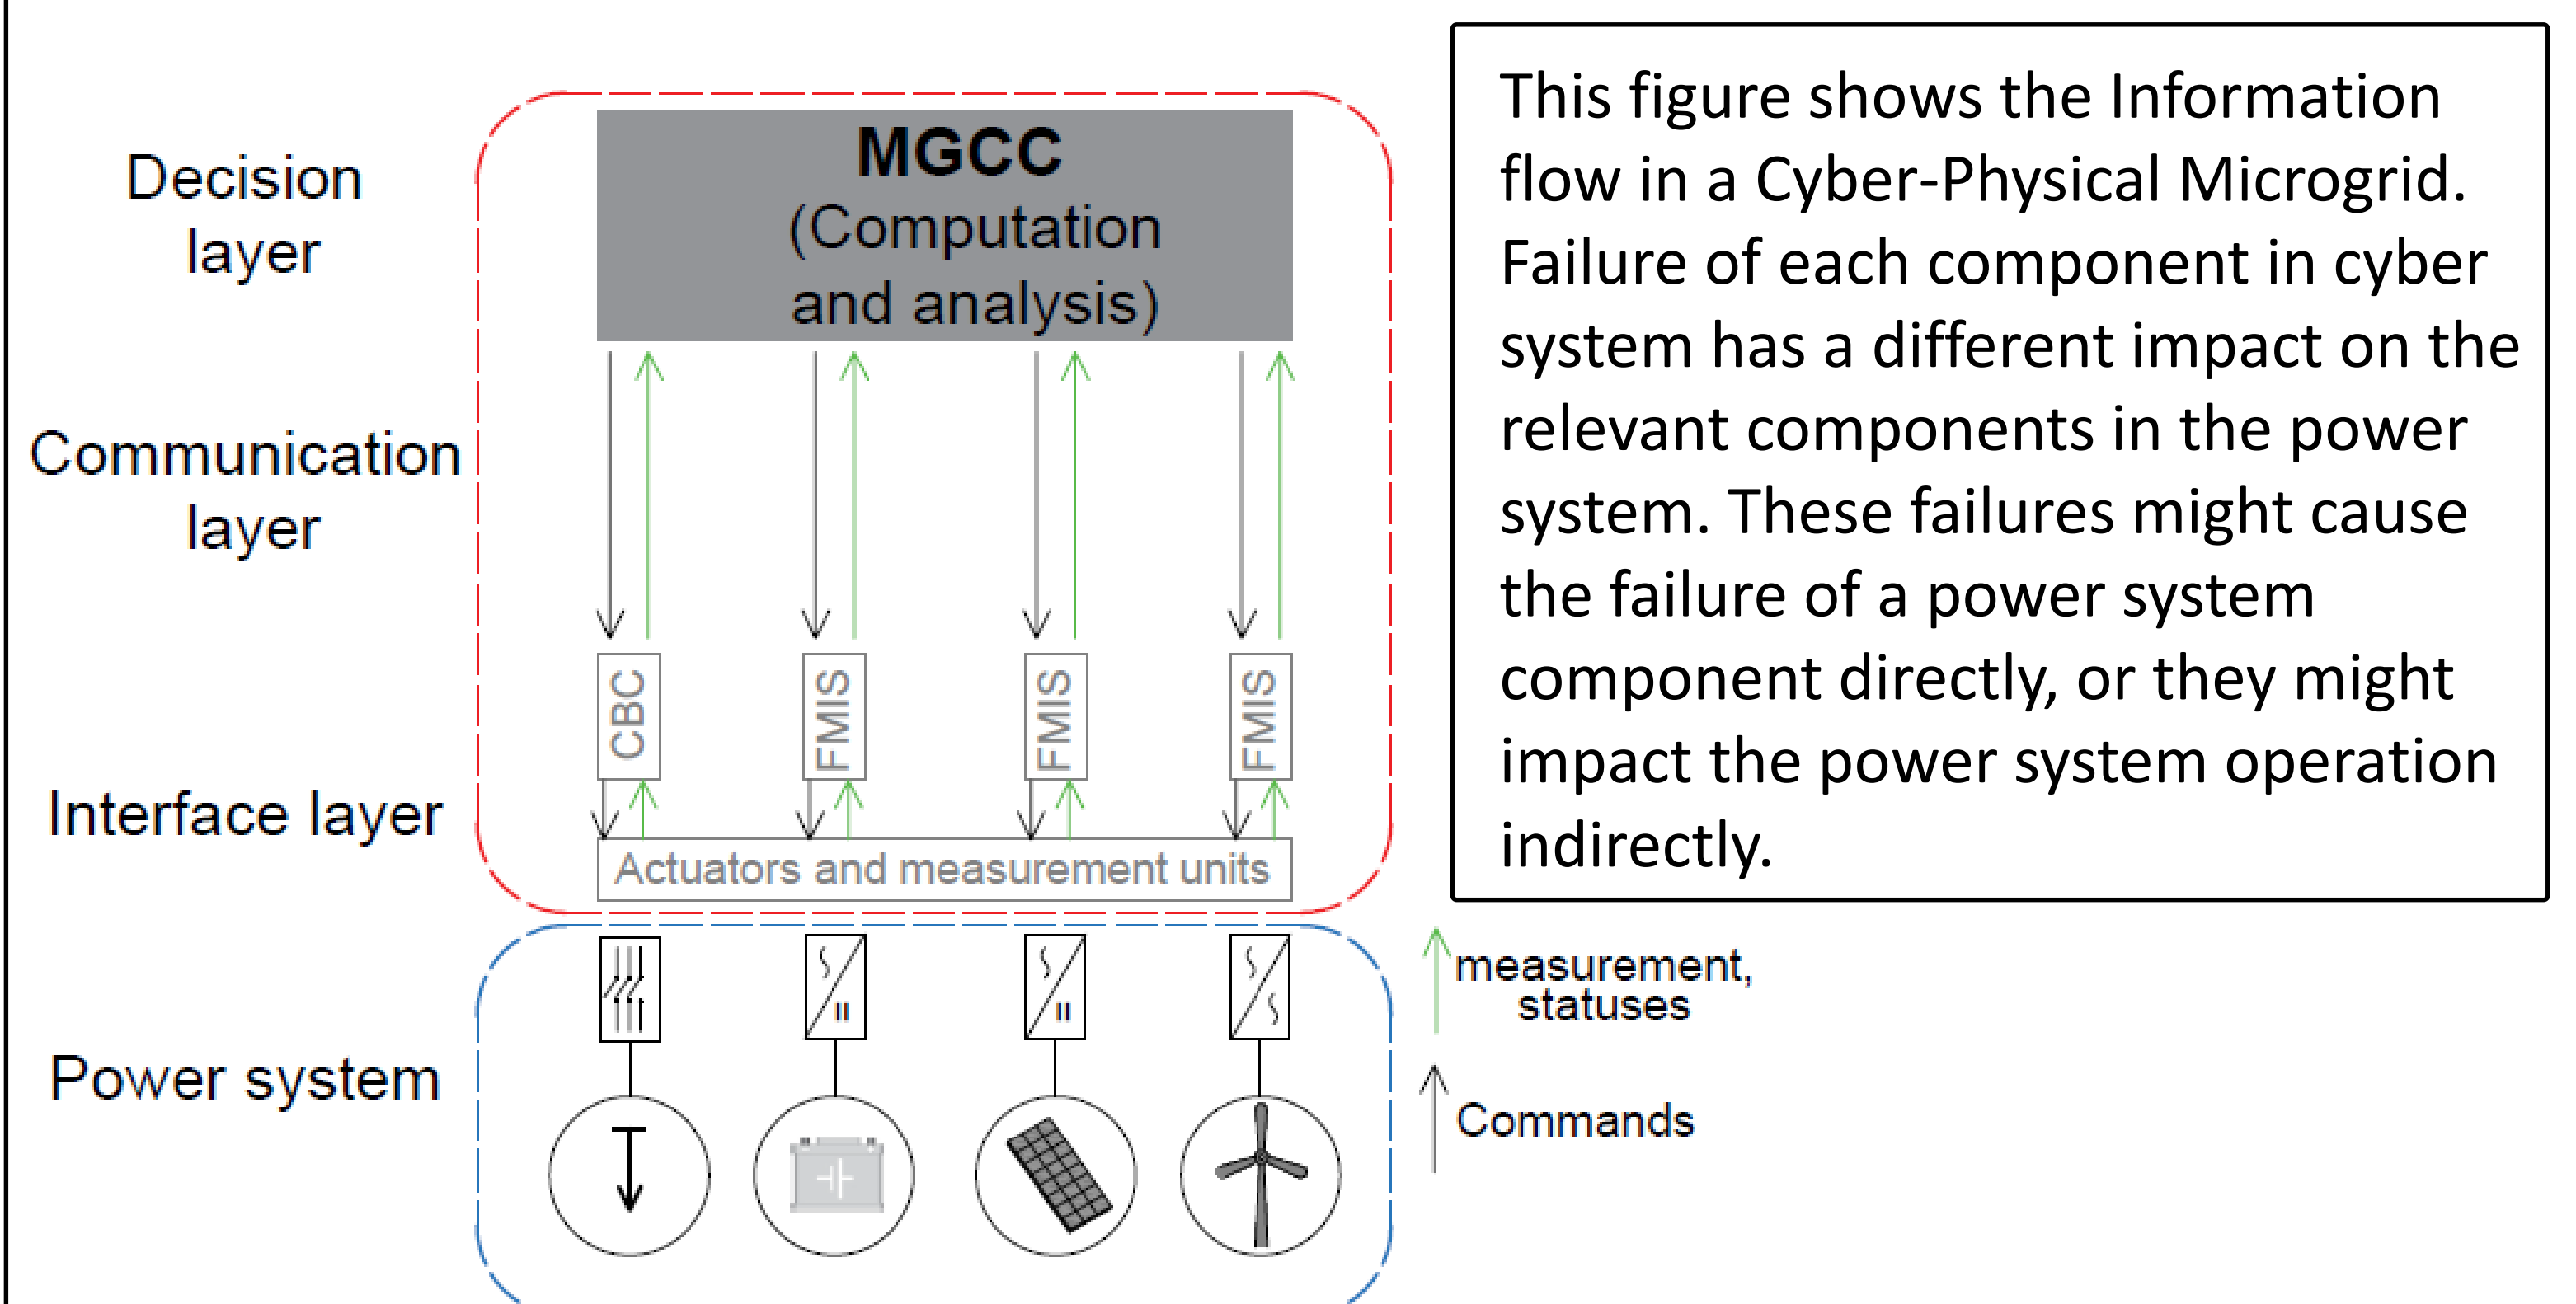 Decision
layer
MGCC
(Computation
and analysis)
Communication
layer
CBC
FMIS
FMIS
FMIS
Interface layer
Actuators and measurement units
Power system
This figure shows the Information
flow in a Cyber-Physical Microgrid.
Failure of each component in cyber
system has a different impact on the
relevant components in the power
system. These failures might cause
the failure of a power system
component directly, or they might
impact the power system operation
indirectly.
measurement,
statuses
Commands